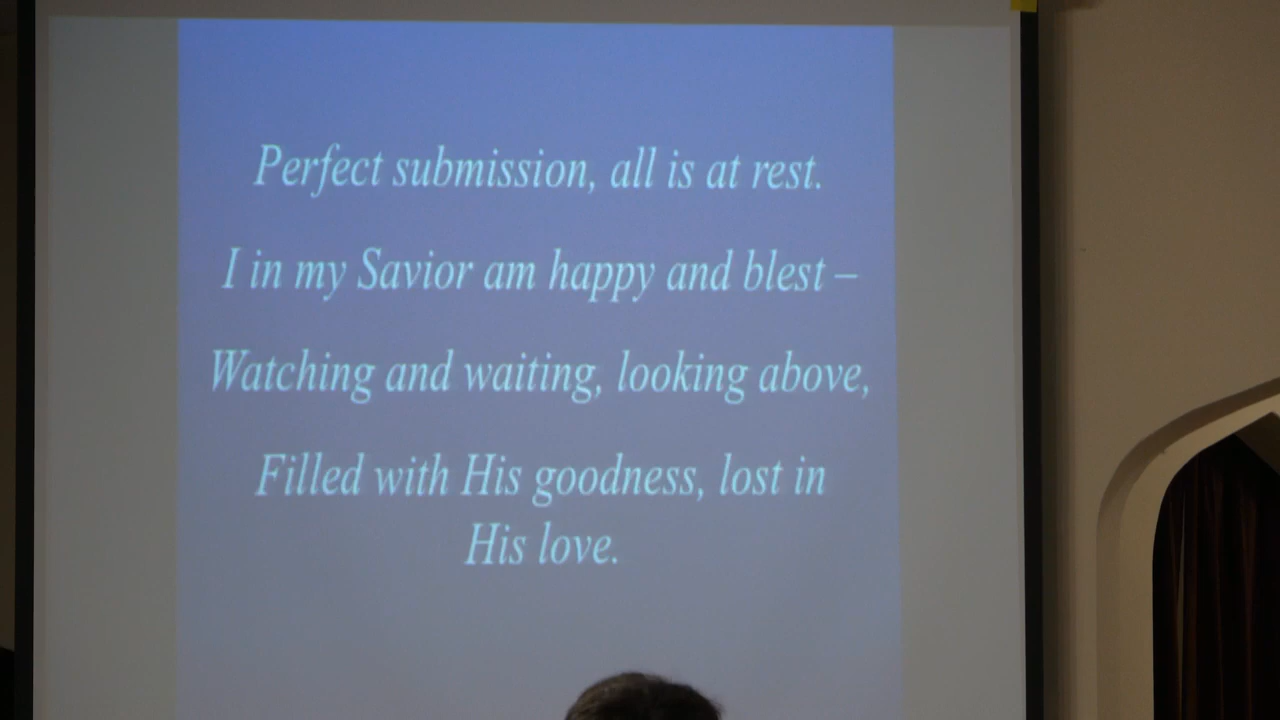 Perfect submission, all is at rest.
I in my Savior am happy and blest –
Watching and waiting, looking above,
Filled with His goodness, lost in
His love.